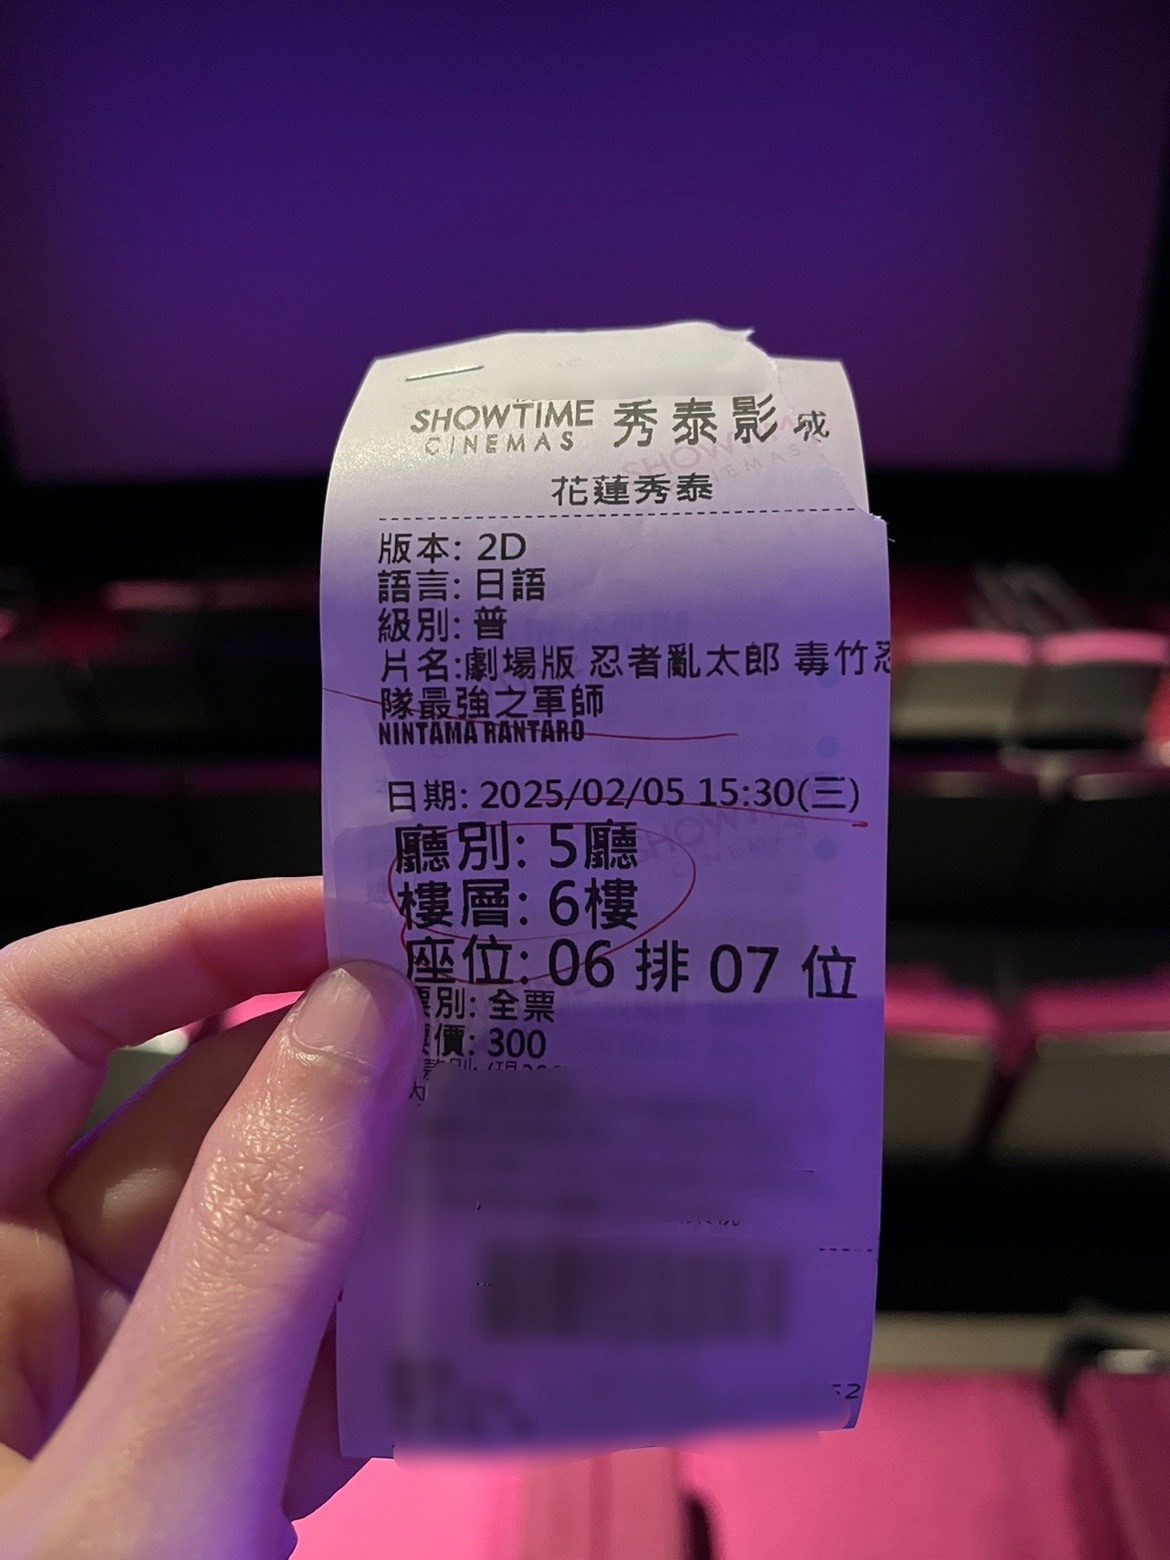 SHOWTIME 秀泰影城
CINEMAS
花蓮秀泰
版本: 2D
語言: 日語
級別: 普
片名:劇場版 忍者亂太郎 毒竹忍
隊最強之軍師
NINTAMA RANTARO
日期: 2025/02/05 15:30(三)
廳別: 5廳
樓層: 6樓
座位: 06 排 07 位
票別: 全票
票價: 300